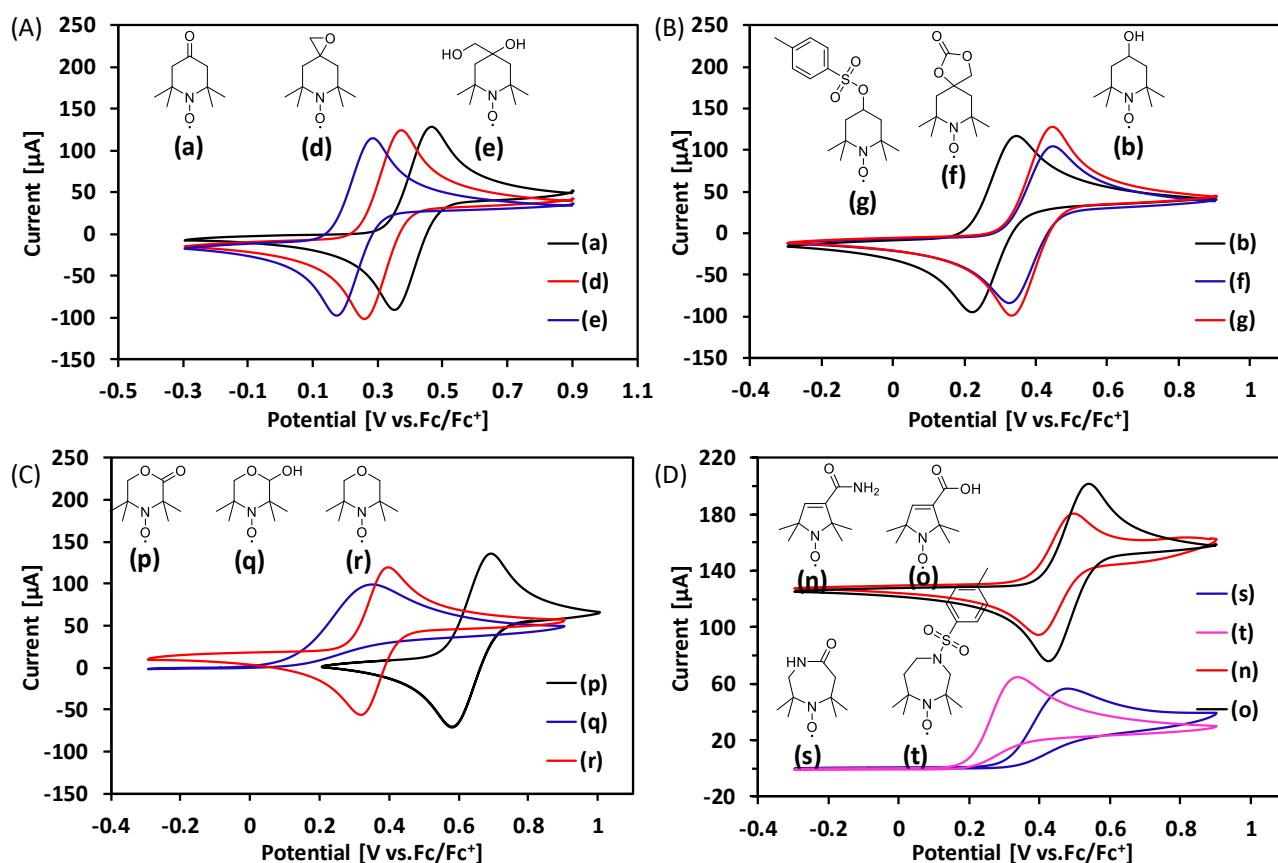 (A)
250
200
150
100
50
0
-50
-100
-150
-0.5 -0.3 -0.1 0.1 0.3 0.5 0.7 0.9 1.1
Current [µA]
Potential [V vs.Fc/Fc⁺]
O
N
O·
(a)
O
N
O·
(d)
HO OH
N
O·
(e)
(a)
(d)
(e)
(B)
250
200
150
100
50
0
-50
-100
-150
-0.4 -0.2 0 0.2 0.4 0.6 0.8 1
Current [µA]
Potential [V vs.Fc/Fc⁺]
O
S
O
O
N
O·
(g)
O
O
O
N
O·
(f)
OH
N
O·
(b)
(b)
(f)
(g)
(C)
250
200
150
100
50
0
-50
-100
-150
-0.4 -0.2 0 0.2 0.4 0.6 0.8 1
Current [µA]
Potential [V vs.Fc/Fc⁺]
O O
N
O·
(p)
O OH
N
O·
(q)
O
N
O·
(r)
(p)
(q)
(r)
(D)
220
180
140
100
60
20
-20
-0.4 -0.2 0 0.2 0.4 0.6 0.8 1
Current [µA]
Potential [V vs.Fc/Fc⁺]
O
NH₂
N
O·
(n)
O
OH
N
O·
(o)
HN O
N
O·
(s)
O
S
O
N
N
O·
(t)
(s)
(t)
(n)
(o)